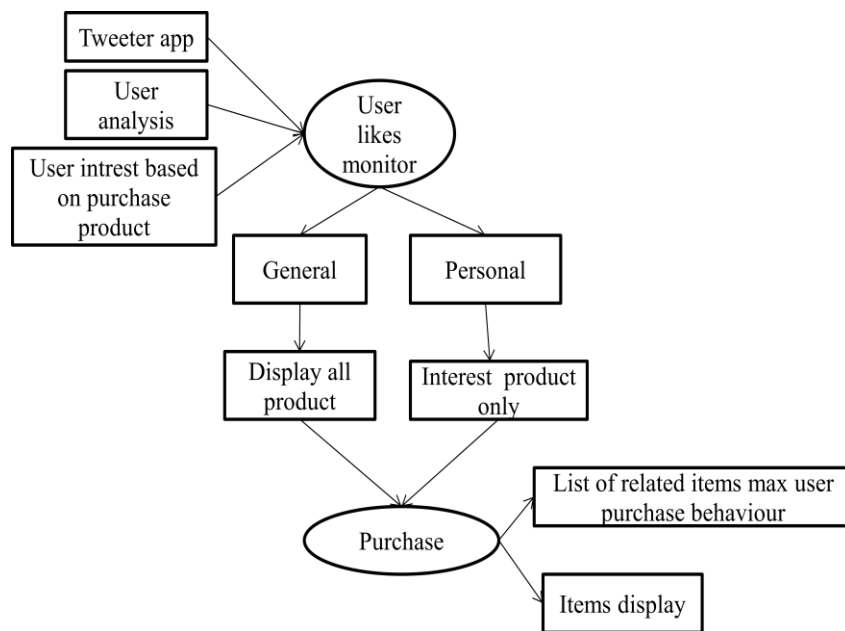 Tweeter app
User
analysis
User intrest based
on purchase
product
User
likes
monitor
General
Personal
Display all
product
Interest product
only
Purchase
List of related items max user
purchase behaviour
Items display